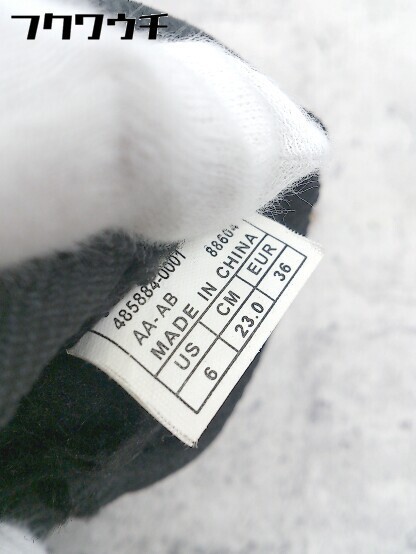 フクワウチ
485884-0001 88604
AA-AB
MADE IN CHINA
US CM EUR
6 23.0 36